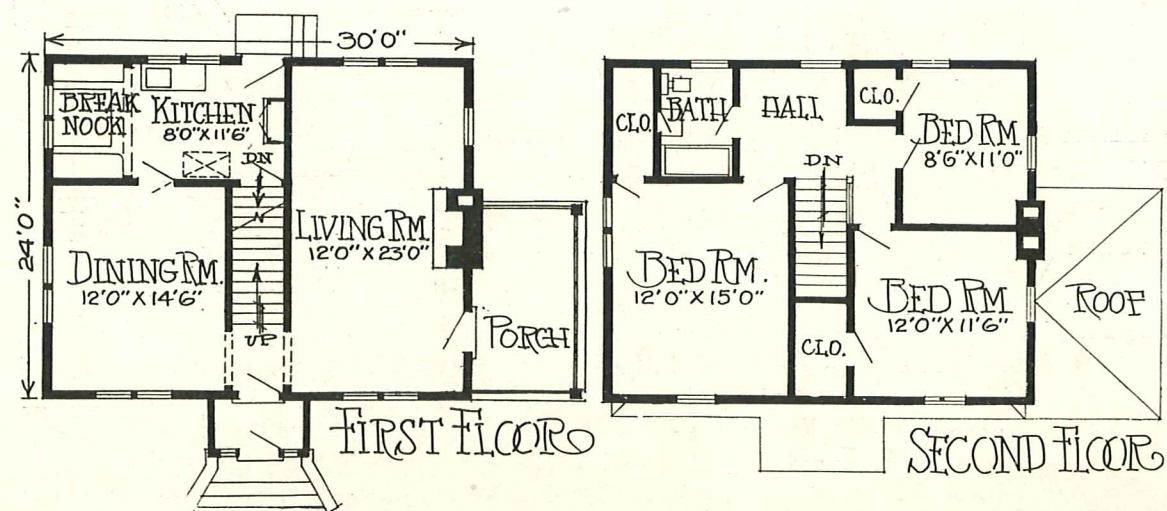 30'0"
24'0"
BREAK
NOOK
KITCHEN
8'0"X11'6"
DN
LIVING RM.
12'0"X23'0"
DINING RM.
12'0"X14'6"
UP
PORCH
FIRST FLOOR
CLO.
BATH
HALL
CLO.
BED RM
8'6"X11'0"
DN
BED RM.
12'0"X15'0"
BED RM
12'0"X11'6"
CLO.
ROOF
SECOND FLOOR